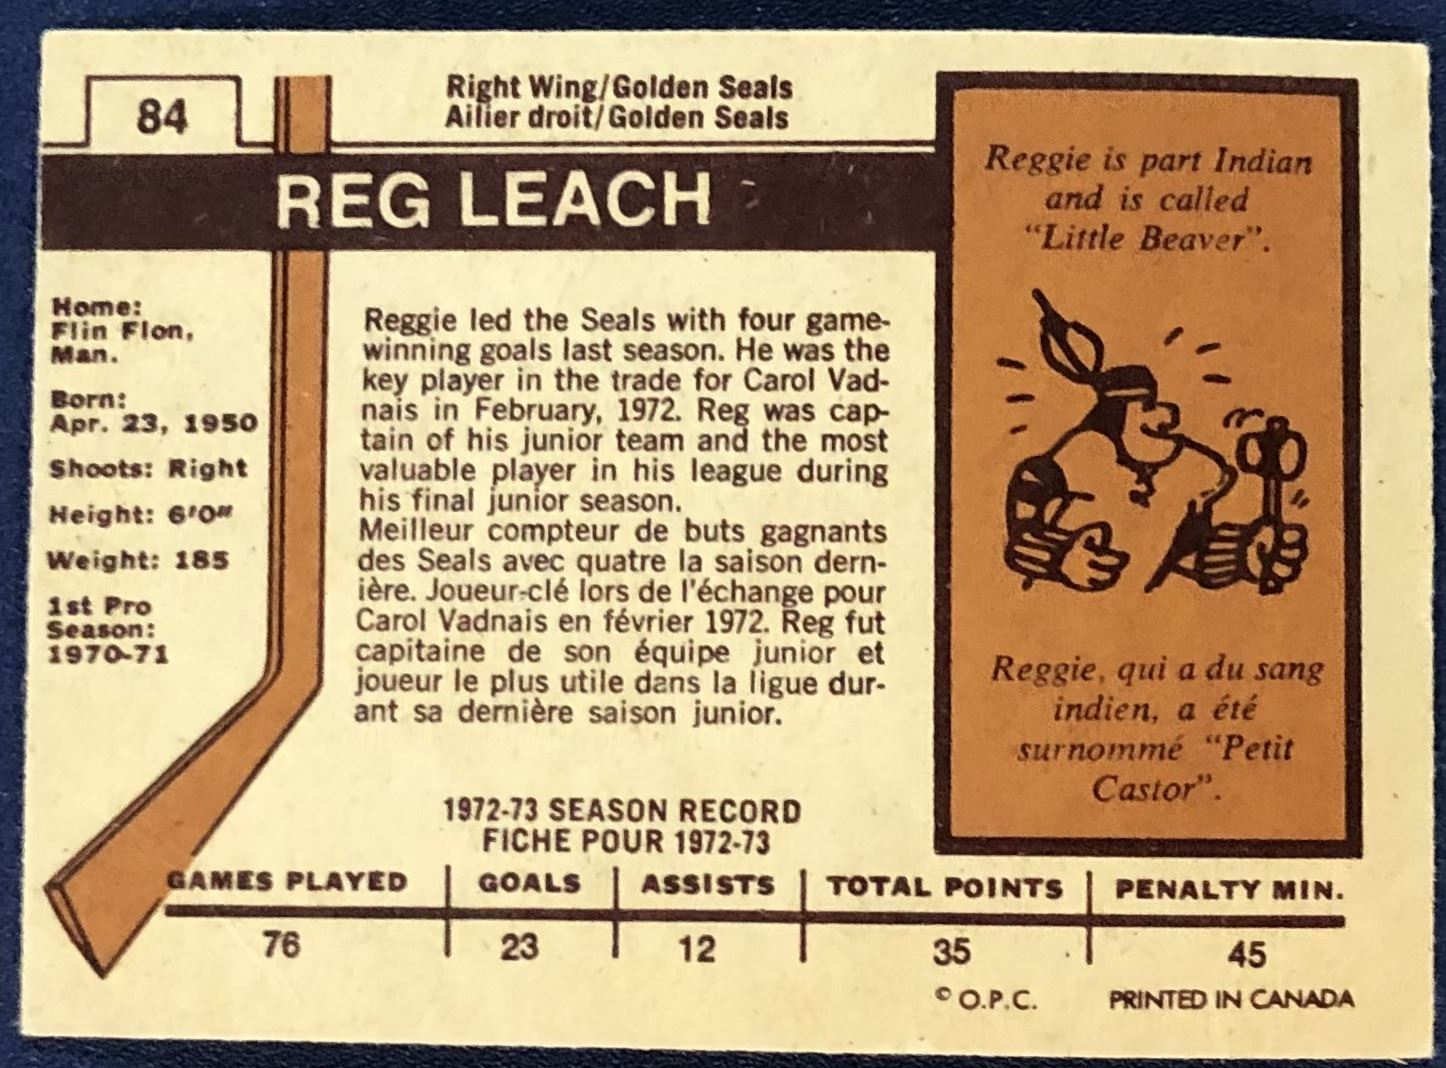 84
Right Wing/Golden Seals
Ailier droit/Golden Seals
REG LEACH
Home:
Flin Flon,
Man.
Born:
Apr. 23, 1950
Shoots: Right
Height: 6'0"
Weight: 185
1st Pro
Season:
1970-71
Reggie led the Seals with four game-
winning goals last season. He was the
key player in the trade for Carol Vad-
nais in February, 1972. Reg was cap-
tain of his junior team and the most
valuable player in his league during
his final junior season.
Meilleur compteur de buts gagnants
des Seals avec quatre la saison dern-
ière. Joueur-clé lors de l'échange pour
Carol Vadnais en février 1972. Reg fut
capitaine de son équipe junior et
joueur le plus utile dans la ligue dur-
ant sa dernière saison junior.
Reggie is part Indian
and is called
"Little Beaver".
Reggie, qui a du sang
indien, a été
surnommé "Petit
Castor".
1972-73 SEASON RECORD
FICHE POUR 1972-73
GAMES PLAYED GOALS ASSISTS TOTAL POINTS PENALTY MIN.
76 23 12 35 45
© O.P.C. PRINTED IN CANADA